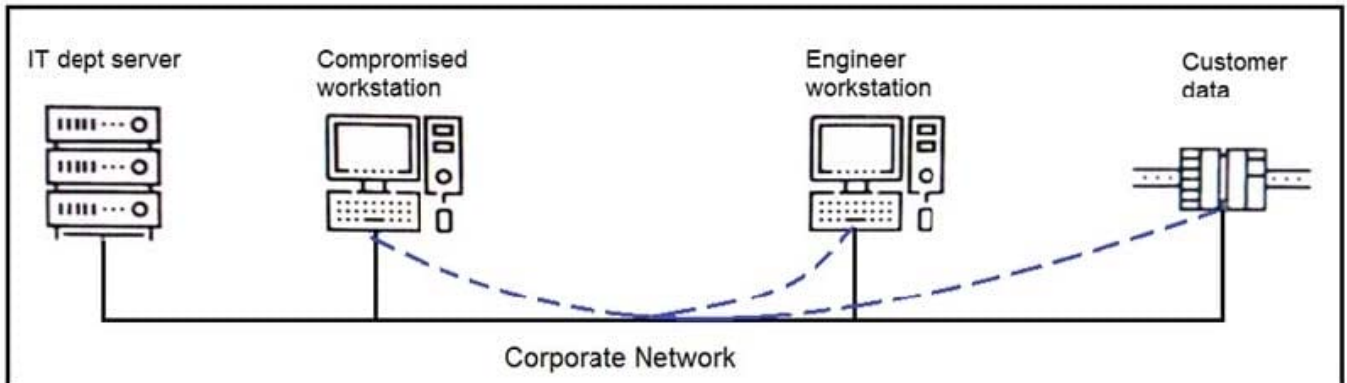 IT dept server
Compromised
workstation
Engineer
workstation
Customer
data
Corporate Network